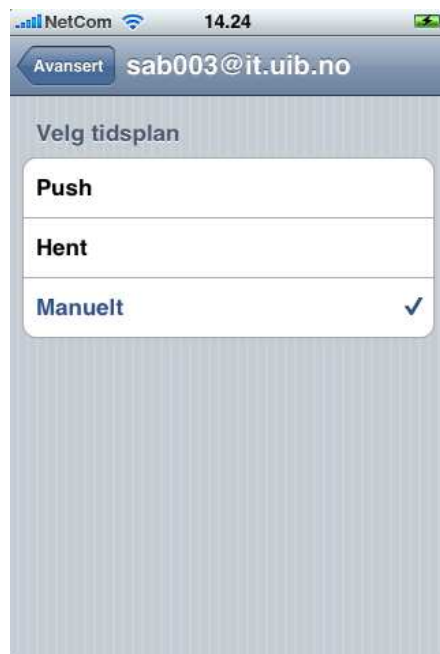 NetCom 14.24
Avansert sab003@it.uib.no
Velg tidsplan
Push
Hent
Manuelt